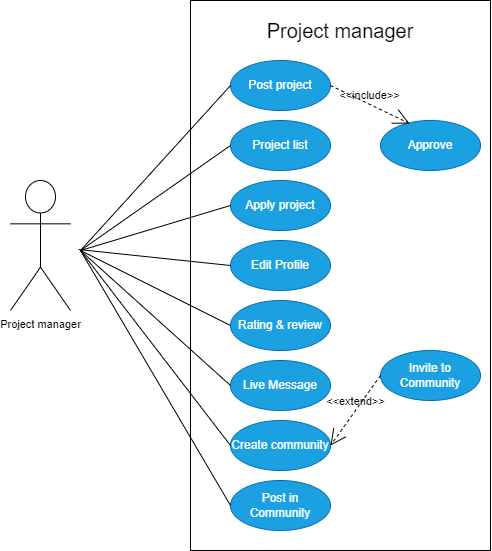 Project manager
Post project
<<include>>
Approve
Project list
Apply project
Edit Profile
Project manager
Rating & review
Live Message
Invite to
Community
<<extend>>
Create community
Post in
Community